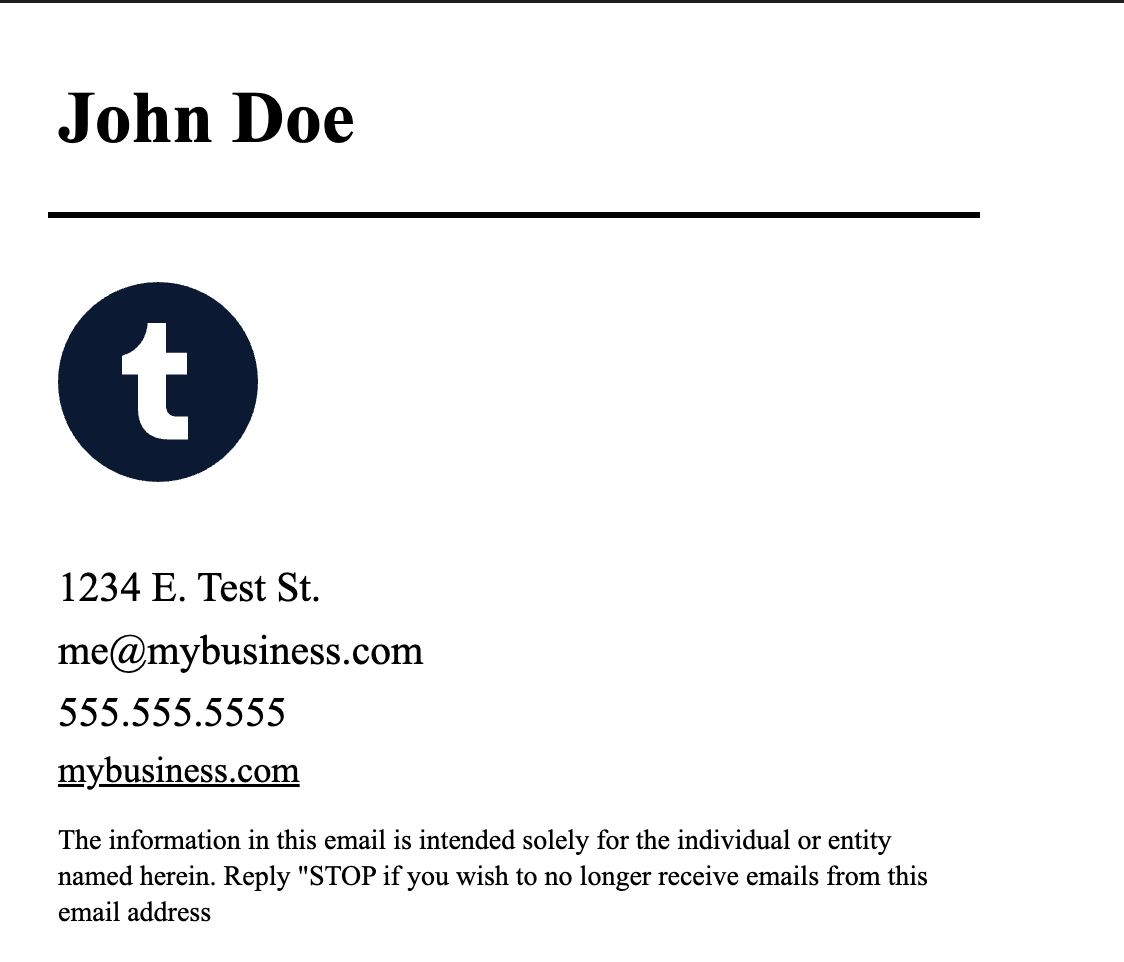 John Doe
t
1234 E. Test St.
me@mybusiness.com
555.555.5555
mybusiness.com
The information in this email is intended solely for the individual or entity
named herein. Reply "STOP if you wish to no longer receive emails from this
email address